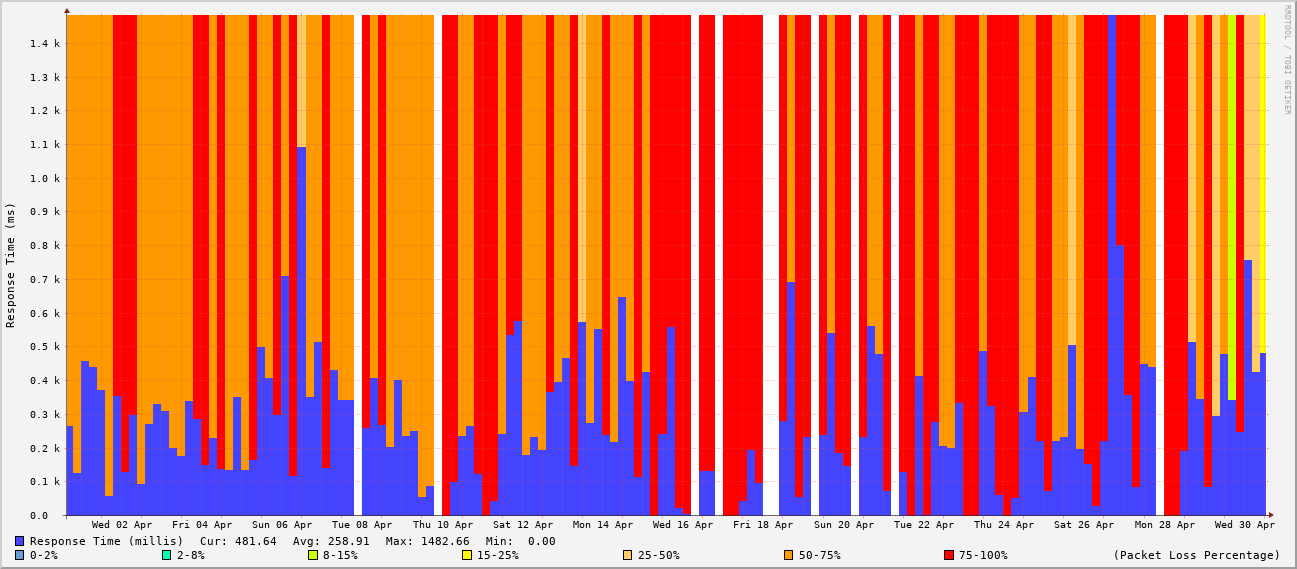 RRDTOOL / TOBI OETIKER
Response Time (ms)
1.4 k
1.3 k
1.2 k
1.1 k
1.0 k
0.9 k
0.8 k
0.7 k
0.6 k
0.5 k
0.4 k
0.3 k
0.2 k
0.1 k
0.0
Wed 02 Apr Fri 04 Apr Sun 06 Apr Tue 08 Apr Thu 10 Apr Sat 12 Apr Mon 14 Apr Wed 16 Apr Fri 18 Apr Sun 20 Apr Tue 22 Apr Thu 24 Apr Sat 26 Apr Mon 28 Apr Wed 30 Apr
Response Time (millis) Cur: 481.64 Avg: 258.91 Max: 1482.66 Min: 0.00
0-2% 2-8% 8-15% 15-25% 25-50% 50-75% 75-100% (Packet Loss Percentage)